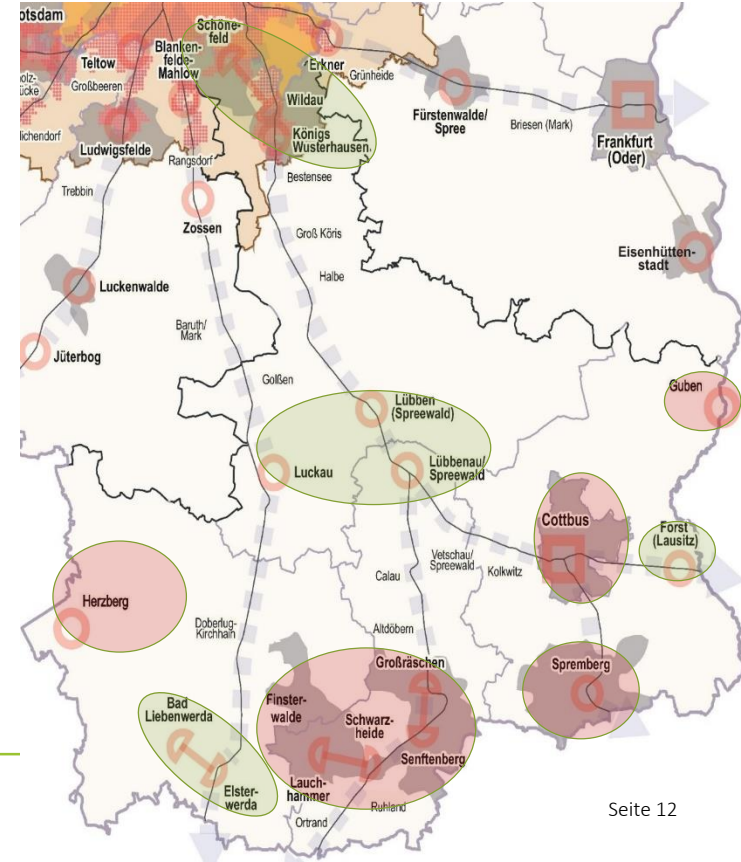 otsdam
Schöne-
feld
Teltow
Blanken-
felde-
Mahlow
Erkner
Grünheide
holz-
ücke
Großbeeren
Wildau
Fürstenwalde/
Spree
Briesen (Mark)
Frankfurt
(Oder)
lichendorf
Ludwigsfelde
Rangsdorf
Königs
Wusterhausen
Bestensee
Trebbin
Zossen
Groß Köris
Eisenhütten-
stadt
Halbe
Luckenwalde
Baruth/
Mark
Jüterbog
Golßen
Guben
Lübben
(Spreewald)
Luckau
Lübbenau/
Spreewald
Cottbus
Forst
(Lausitz)
Vetschau/
Spreewald
Kolkwitz
Calau
Herzberg
Doberlug-
Kirchhain
Altdöbern
Großräschen
Spremberg
Bad
Liebenwerda
Finster-
walde
Schwarz-
heide
Senftenberg
Lauch-
hammer
Elster-
werda
Ruhland
Ortrand
Seite 12